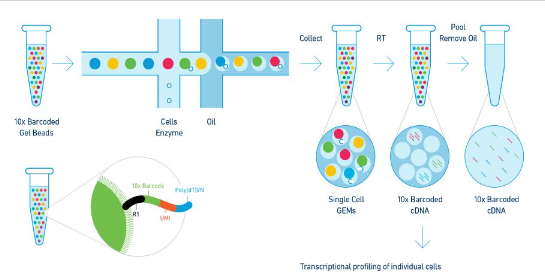 10x Barcoded
Gel Beads
Cells
Enzyme
Oil
Collect
RT
Pool
Remove Oil
10x Barcode
Poly(dT)VN
R1
UMI
Single Cell
GEMs
10x Barcoded
cDNA
10x Barcoded
cDNA
Transcriptional profiling of individual cells